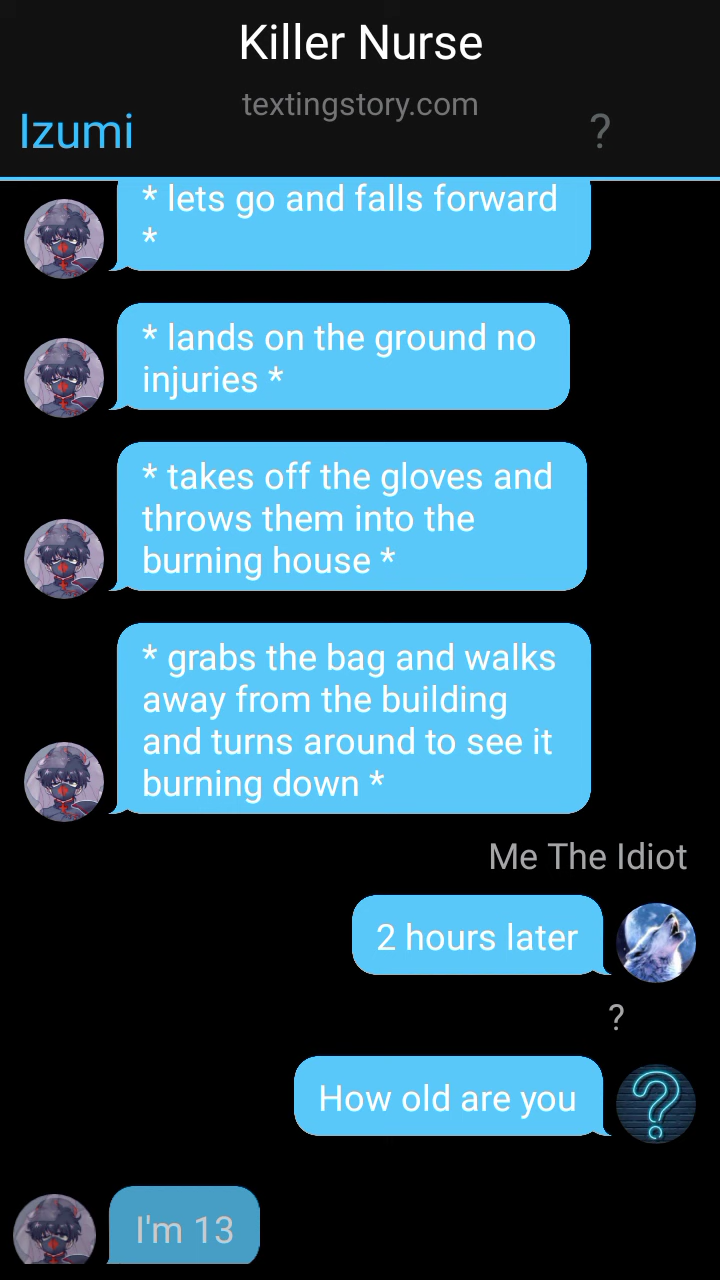 Killer Nurse
textingstory.com
Izumi
?
* lets go and falls forward
*
* lands on the ground no
injuries *
* takes off the gloves and
throws them into the
burning house *
* grabs the bag and walks
away from the building
and turns around to see it
burning down *
Me The Idiot
2 hours later
?
How old are you
I'm 13